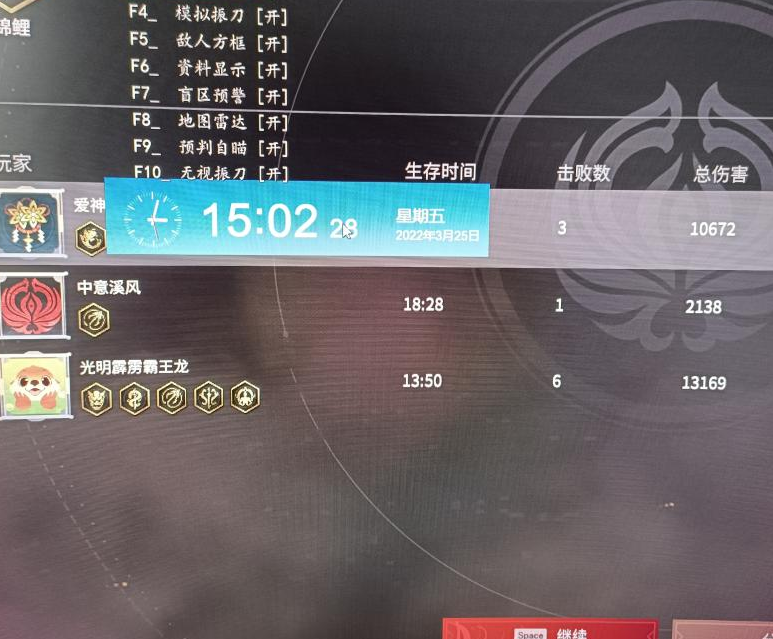 F4_ 模拟振刀 [开]
锦鲤
F5_ 敌人方框 [开]
F6_ 资料显示 [开]
F7_ 盲区预警 [开]
F8_ 地图雷达 [开]
F9_ 预判自瞄 [开]
玩家 生存时间 击败数 总伤害
F10_ 无视振刀 [开]
爱神
15:02 28 星期五
2022年3月25日
3 10672
中意溪风
18:28 1 2138
光明霹雳霸王龙
13:50 6 13169
Space 继续